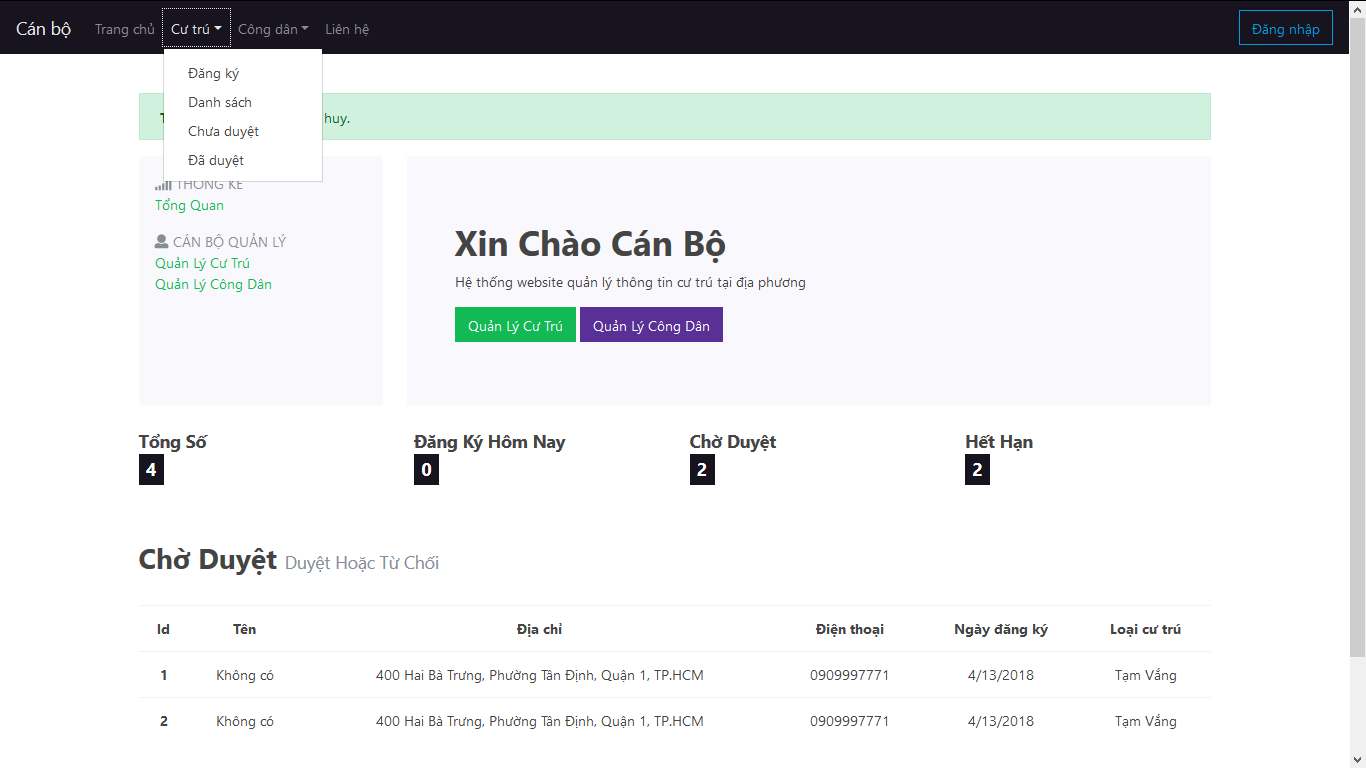 Cán bộ Trang chủ Cư trú Công dân Liên hệ Đăng nhập
Đăng ký
Danh sách
Chưa duyệt
Đã duyệt
huy.
THỐNG KÊ
Tổng Quan
CÁN BỘ QUẢN LÝ
Quản Lý Cư Trú
Quản Lý Công Dân
Xin Chào Cán Bộ
Hệ thống website quản lý thông tin cư trú tại địa phương
Quản Lý Cư Trú Quản Lý Công Dân
Tổng Số Đăng Ký Hôm Nay Chờ Duyệt Hết Hạn
4 0 2 2
Chờ Duyệt Duyệt Hoặc Từ Chối
Id Tên Địa chỉ Điện thoại Ngày đăng ký Loại cư trú
1 Không có 400 Hai Bà Trưng, Phường Tân Định, Quận 1, TP.HCM 0909997771 4/13/2018 Tạm Vắng
2 Không có 400 Hai Bà Trưng, Phường Tân Định, Quận 1, TP.HCM 0909997771 4/13/2018 Tạm Vắng